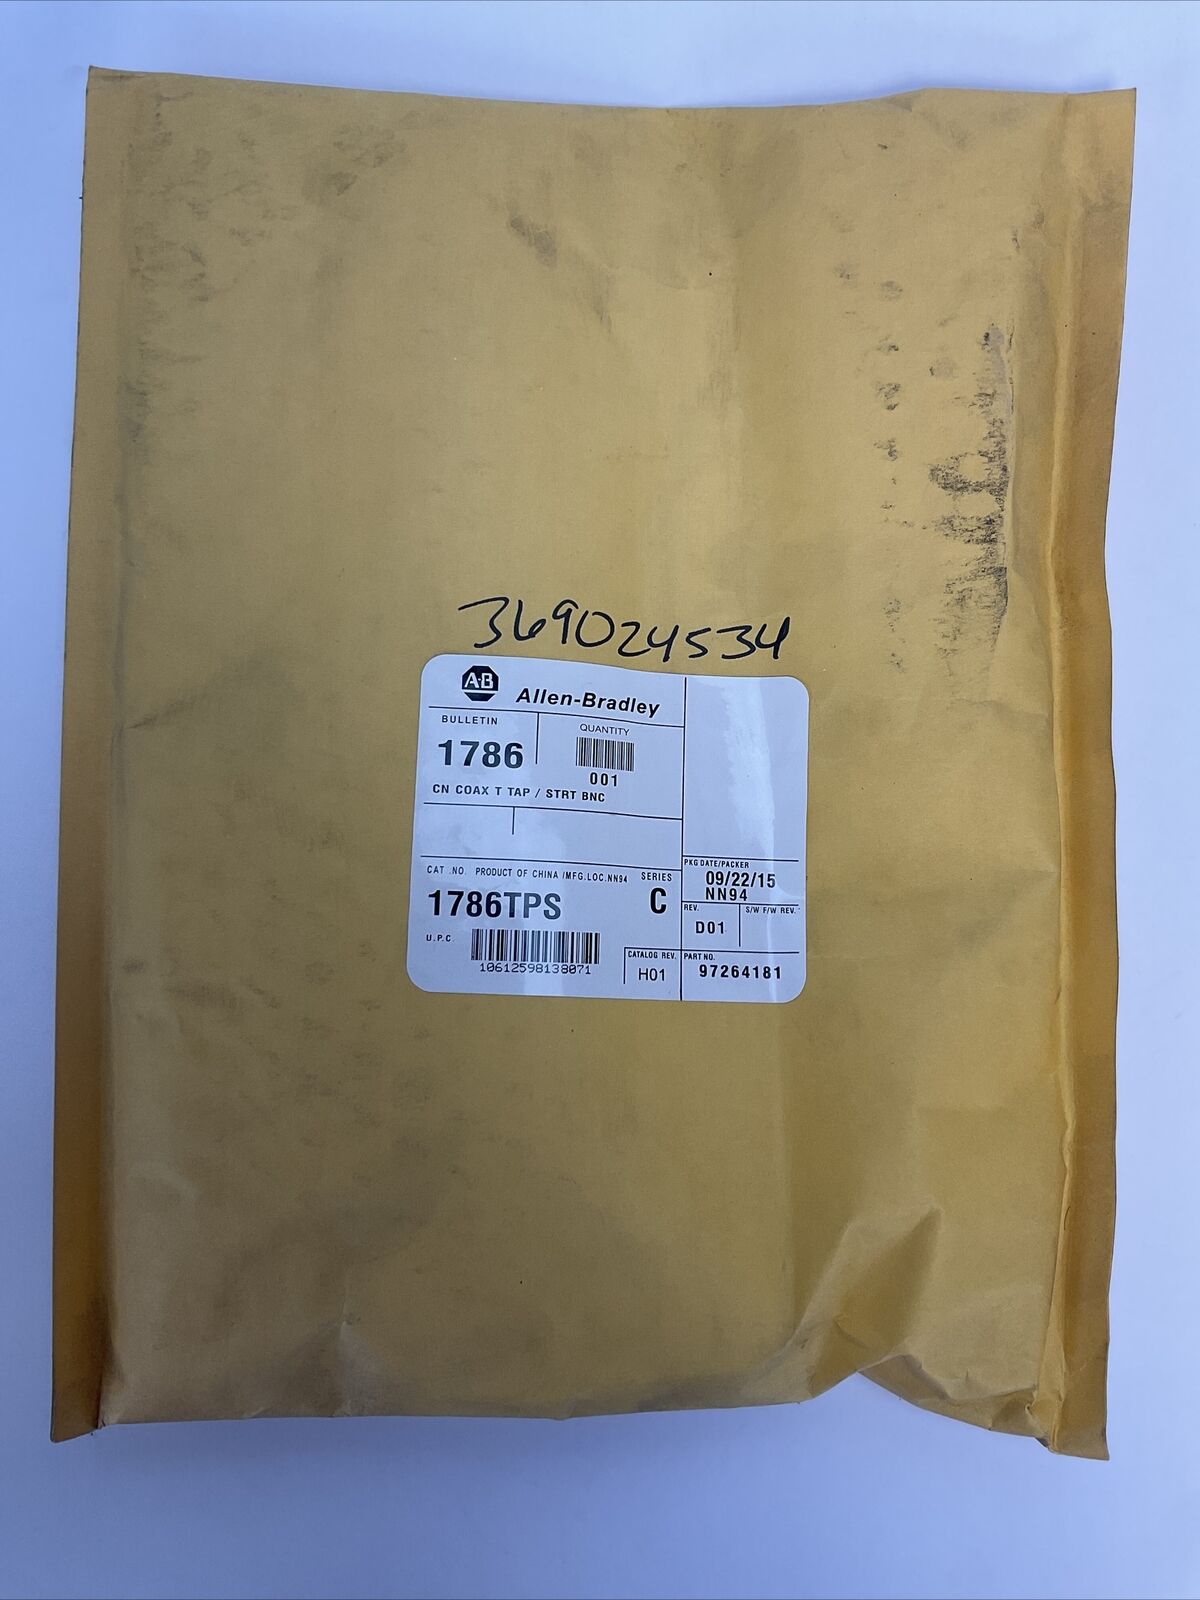 369024534
A-B Allen-Bradley
BULLETIN
1786
QUANTITY
001
CN COAX T TAP / STRT BNC
CAT .NO. PRODUCT OF CHINA /MFG.LOC.NN94 SERIES
1786TPS C
U.P.C.
10612598138071
CATALOG REV.
H01
PKG DATE/PACKER
09/22/15
NN94
REV. S/W F/W REV.
D01
PART NO.
97264181